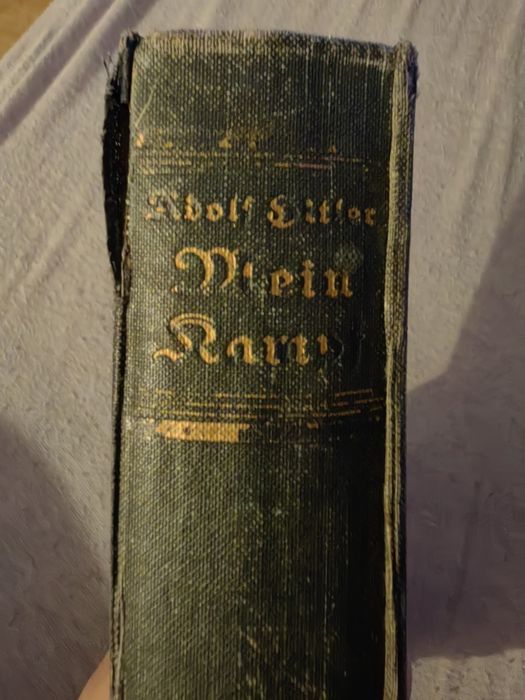 Adolf Hitler
Mein
Kampf